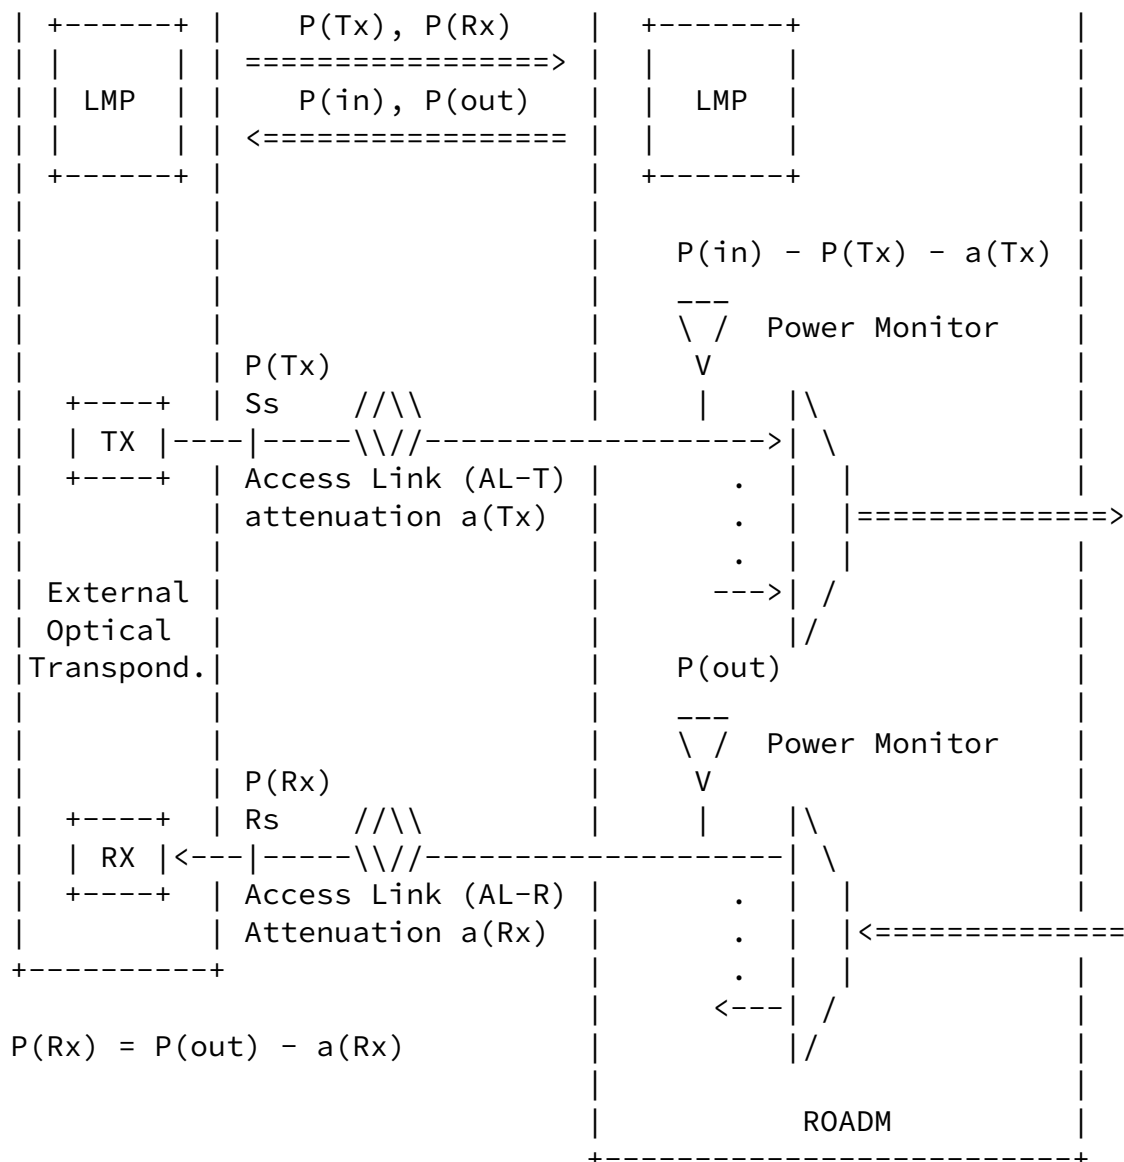 P(Tx), P(Rx)
=================>
LMP P(in), P(out) LMP
<=================
P(in) - P(Tx) - a(Tx)
Power Monitor
P(Tx)
Ss
TX
Access Link (AL-T)
attenuation a(Tx)
External
Optical
Transpond.
P(out)
Power Monitor
P(Rx)
Rs
RX
Access Link (AL-R)
Attenuation a(Rx)
P(Rx) = P(out) - a(Rx)
ROADM